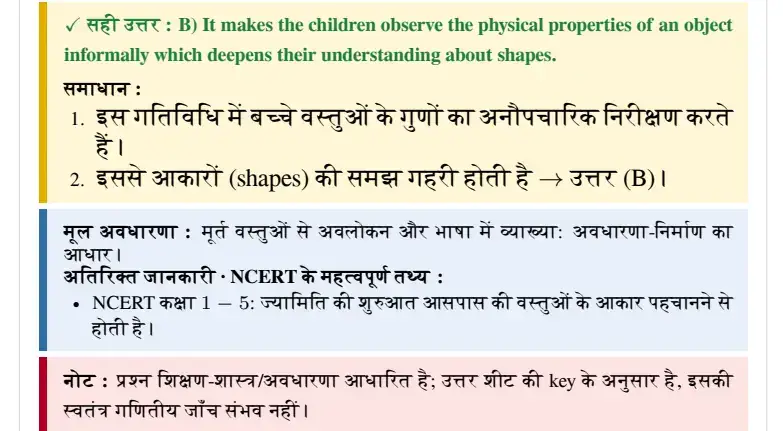 ✓ सही उत्तर : B) It makes the children observe the physical properties of an object
informally which deepens their understanding about shapes.
समाधान :
1. इस गतिविधि में बच्चे वस्तुओं के गुणों का अनौपचारिक निरीक्षण करते
हैं।
2. इससे आकारों (shapes) की समझ गहरी होती है → उत्तर (B)।
मूल अवधारणा : मूर्त वस्तुओं से अवलोकन और भाषा में व्याख्या: अवधारणा-निर्माण का
आधार।
अतिरिक्त जानकारी · NCERT के महत्वपूर्ण तथ्य :
• NCERT कक्षा 1 – 5: ज्यामिति की शुरुआत आसपास की वस्तुओं के आकार पहचानने से
होती है।
नोट : प्रश्न शिक्षण-शास्त्र/अवधारणा आधारित है; उत्तर शीट की key के अनुसार है, इसकी
स्वतंत्र गणितीय जाँच संभव नहीं।